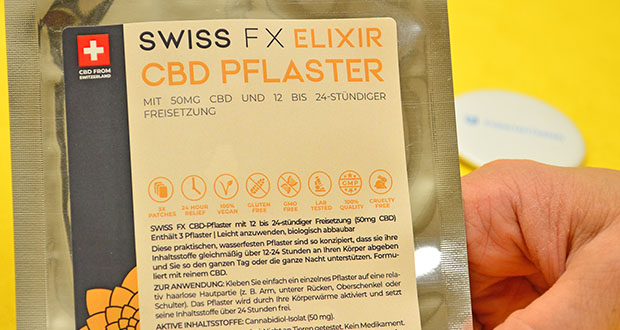 CBD FROM
SWITZERLAND
SWISS FX ELIXIR
CBD PFLASTER
MIT 50MG CBD UND 12 BIS 24-STÜNDIGER
FREISETZUNG
3X
PATCHES
24 HOUR
RELIEF
100%
VEGAN
GLUTEN
FREE
GMO
FREE
LAB
TESTED
GMP
100%
QUALITY
CRUELTY
FREE
SWISS FX CBD-Pflaster mit 12 bis 24-stündiger Freisetzung (50mg CBD)
Enthält 3 Pflaster | Leicht anzuwenden, biologisch abbaubar
Diese praktischen, wasserfesten Pflaster sind so konzipiert, dass sie ihre
Inhaltsstoffe gleichmäßig über 12-24 Stunden an Ihren Körper abgeben
und Sie so den ganzen Tag oder die ganze Nacht unterstützen. Formu-
liert mit reinem CBD.
ZUR ANWENDUNG: Kleben Sie einfach ein einzelnes Pflaster auf eine rela-
tiv haarlose Hautpartie (z. B. Arm, unterer Rücken, Oberschenkel oder
Schulter). Das Pflaster wird durch Ihre Körperwärme aktiviert und setzt
seine Inhaltsstoffe über 24 Stunden frei.
AKTIVE INHALTSSTOFFE: Cannabidiol-Isolat (50 mg).
an Tieren getestet. Kein Medikament.